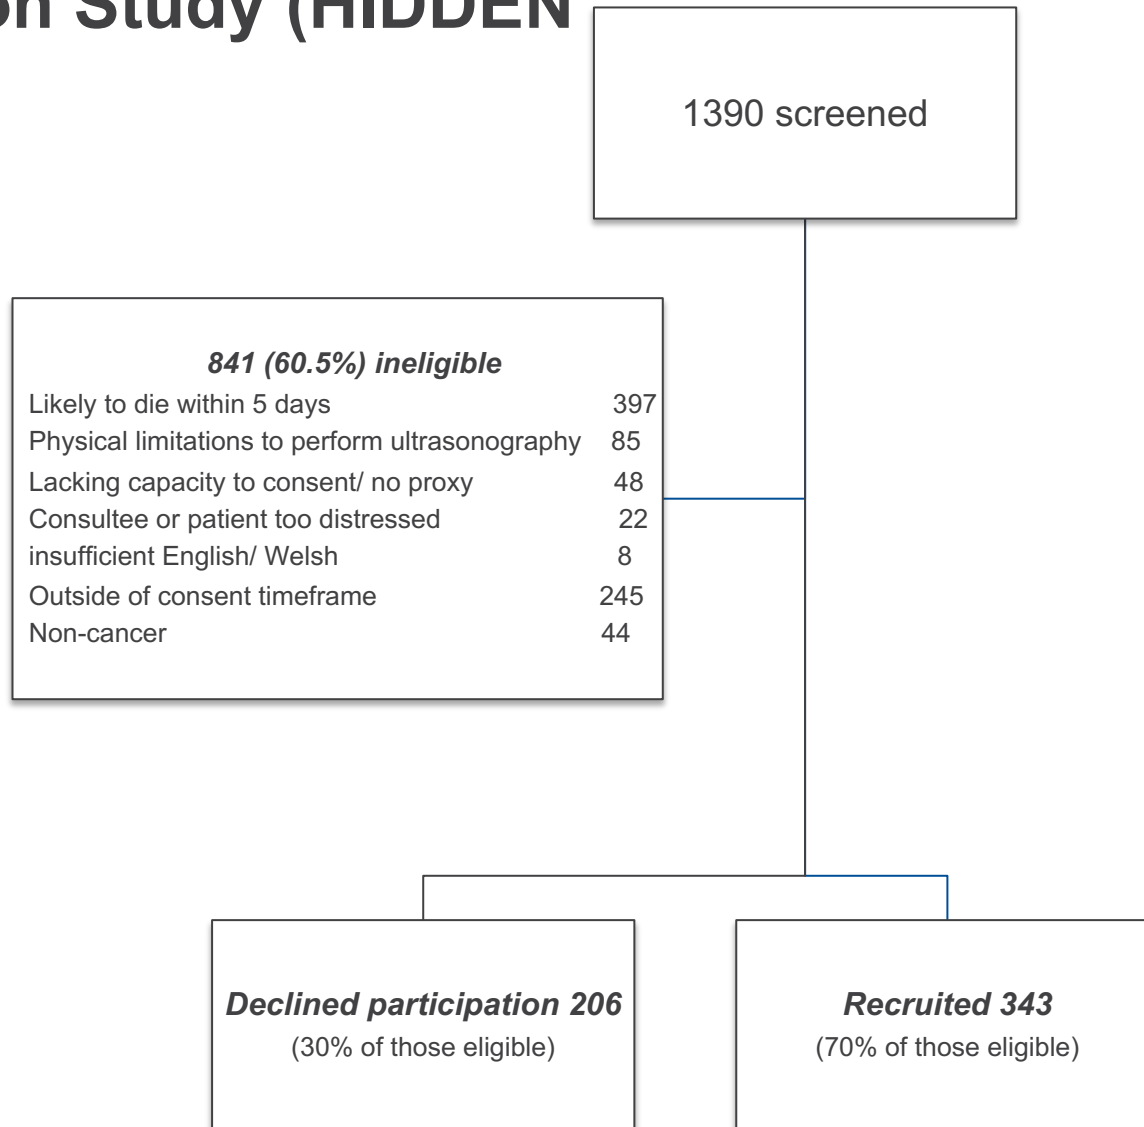 on Study (HIDDEN
1390 screened
841 (60.5%) ineligible
Likely to die within 5 days 397
Physical limitations to perform ultrasonography 85
Lacking capacity to consent/ no proxy 48
Consultee or patient too distressed 22
insufficient English/ Welsh 8
Outside of consent timeframe 245
Non-cancer 44
Declined participation 206
(30% of those eligible)
Recruited 343
(70% of those eligible)